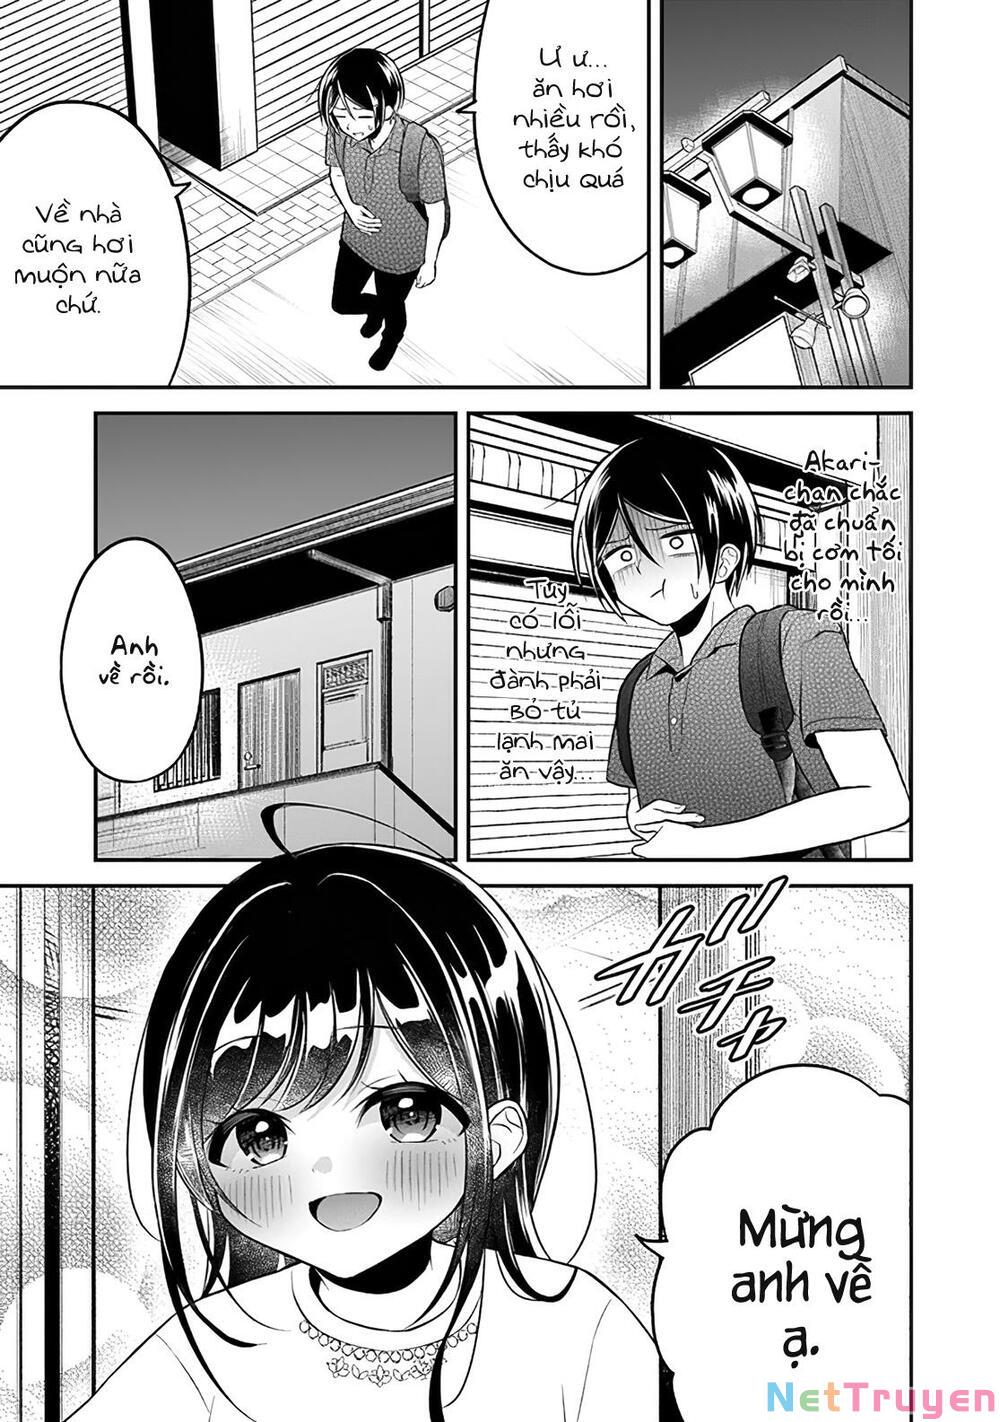 Ư ư...
ăn hơi
nhiều rồi,
thấy khó
chịu quá
Về nhà
cũng hơi
muộn nữa
chứ.
Akari-
chan chắc
đã chuẩn
bị cơm tối
cho mình
rồi...
Tuy
có lỗi
nhưng
đành phải
bỏ tủ
lạnh mai
ăn vậy...
Anh
về rồi.
ガチャ
Mừng
anh về
ạ.
NetTruyen